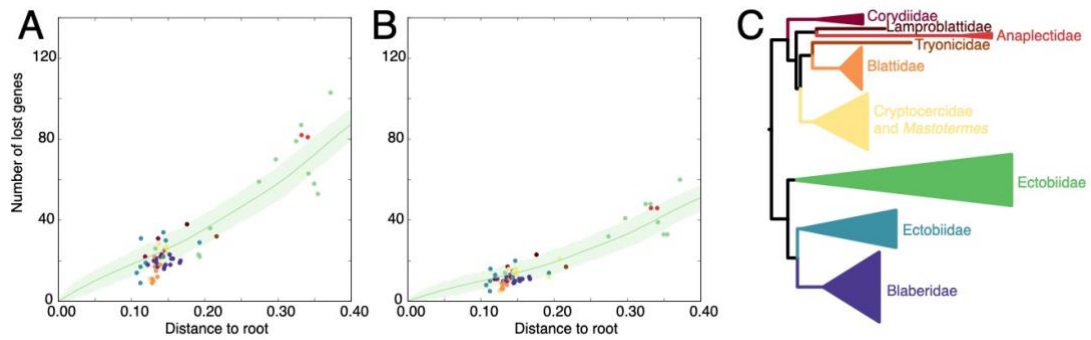 A
Number of lost genes
120
80
40
0
0.00
0.10
0.20
0.30
0.40
Distance to root
B
120
80
40
0
0.00
0.10
0.20
0.30
0.40
Distance to root
C
Corydiidae
Lamproblattidae
Anaplectidae
Tryonicidae
Blattidae
Cryptocercidae
and Mastotermes
Ectobiidae
Ectobiidae
Blaberidae